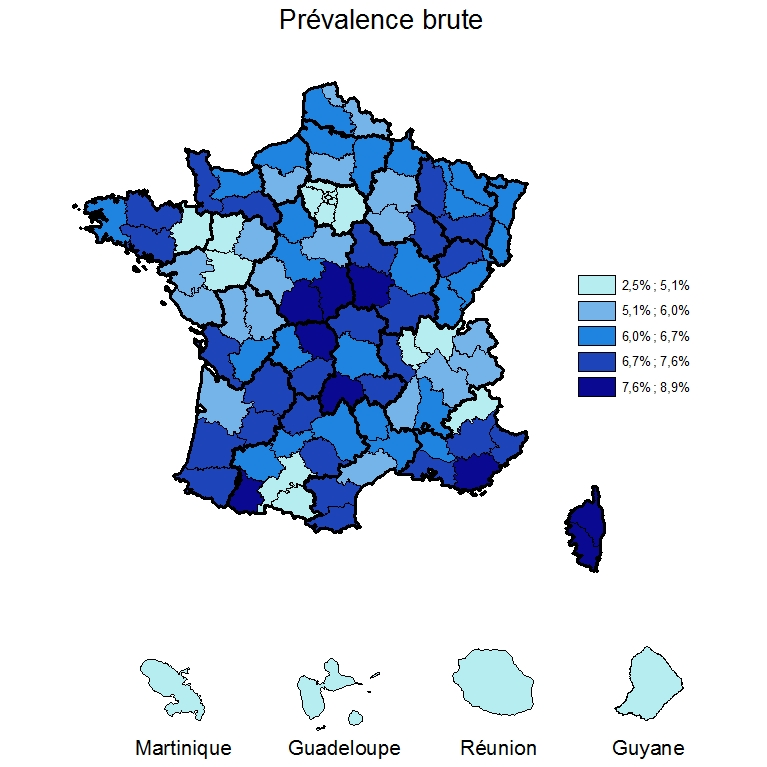 Prévalence brute
2,5% ; 5,1%
5,1% ; 6,0%
6,0% ; 6,7%
6,7% ; 7,6%
7,6% ; 8,9%
Martinique Guadeloupe Réunion Guyane